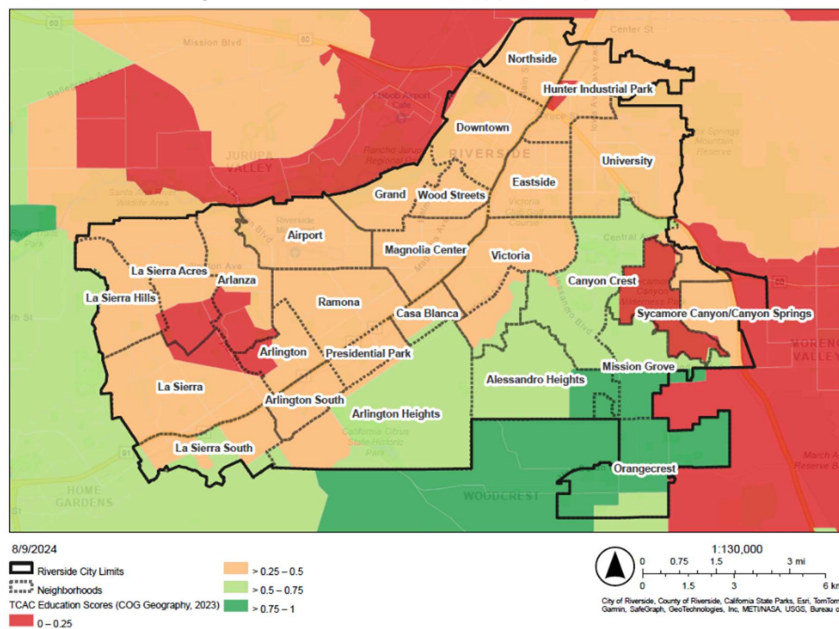 Mission Blvd
Center St
Northside
Hunter Industrial Park
Downtown
JURUPA
VALLEY
RIVERSIDE
University
Eastside
Grand
Wood Streets
Airport
Magnolia Center
Victoria
La Sierra Acres
Arlanza
La Sierra Hills
Ramona
Canyon Crest
Casa Blanca
Sycamore Canyon/Canyon Springs
Arlington
Presidential Park
Mission Grove
La Sierra
Alessandro Heights
Arlington South
Arlington Heights
La Sierra South
Orangecrest
HOME
GARDENS
WOODCREST
8/9/2024
Riverside City Limits
Neighborhoods
TCAC Education Scores (COG Geography, 2023)
0 – 0.25
> 0.25 – 0.5
> 0.5 – 0.75
> 0.75 – 1
1:130,000
0 0.75 1.5 3 mi
0 1.5 3 6 km
City of Riverside, County of Riverside, California State Parks, Esri, TomTom
Garmin, SafeGraph, GeoTechnologies, Inc, METI/NASA, USGS, Bureau of